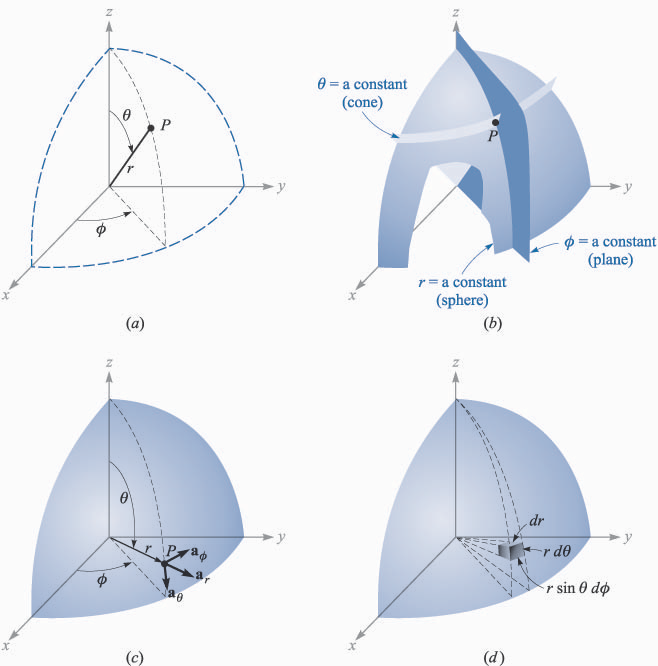 z
θ
P
r
y
ϕ
x
(a)
z
θ = a constant
(cone)
P
y
ϕ = a constant
(plane)
r = a constant
(sphere)
x
(b)
z
θ
r
P
a_ϕ
y
a_r
ϕ
a_θ
x
(c)
z
dr
y
r dθ
r sin θ dϕ
x
(d)